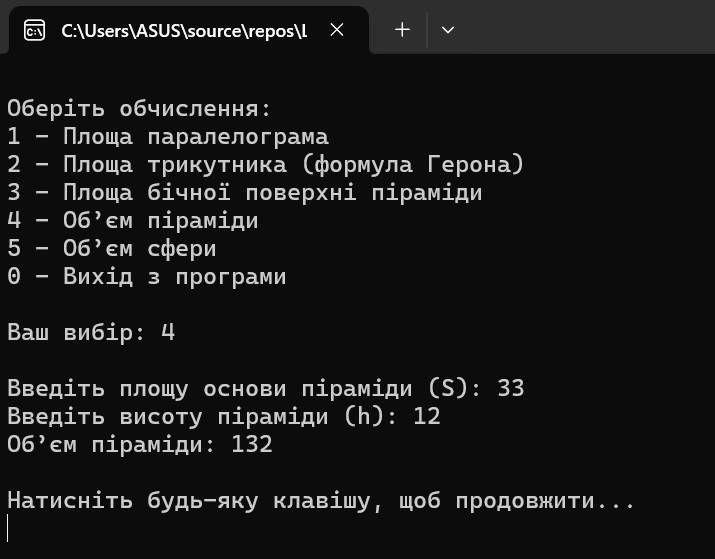 C:\Users\ASUS\source\repos\L
Оберіть обчислення:
1 - Площа паралелограма
2 - Площа трикутника (формула Герона)
3 - Площа бічної поверхні піраміди
4 - Об’єм піраміди
5 - Об’єм сфери
0 - Вихід з програми
Ваш вибір: 4
Введіть площу основи піраміди (S): 33
Введіть висоту піраміди (h): 12
Об’єм піраміди: 132
Натисніть будь-яку клавішу, щоб продовжити...